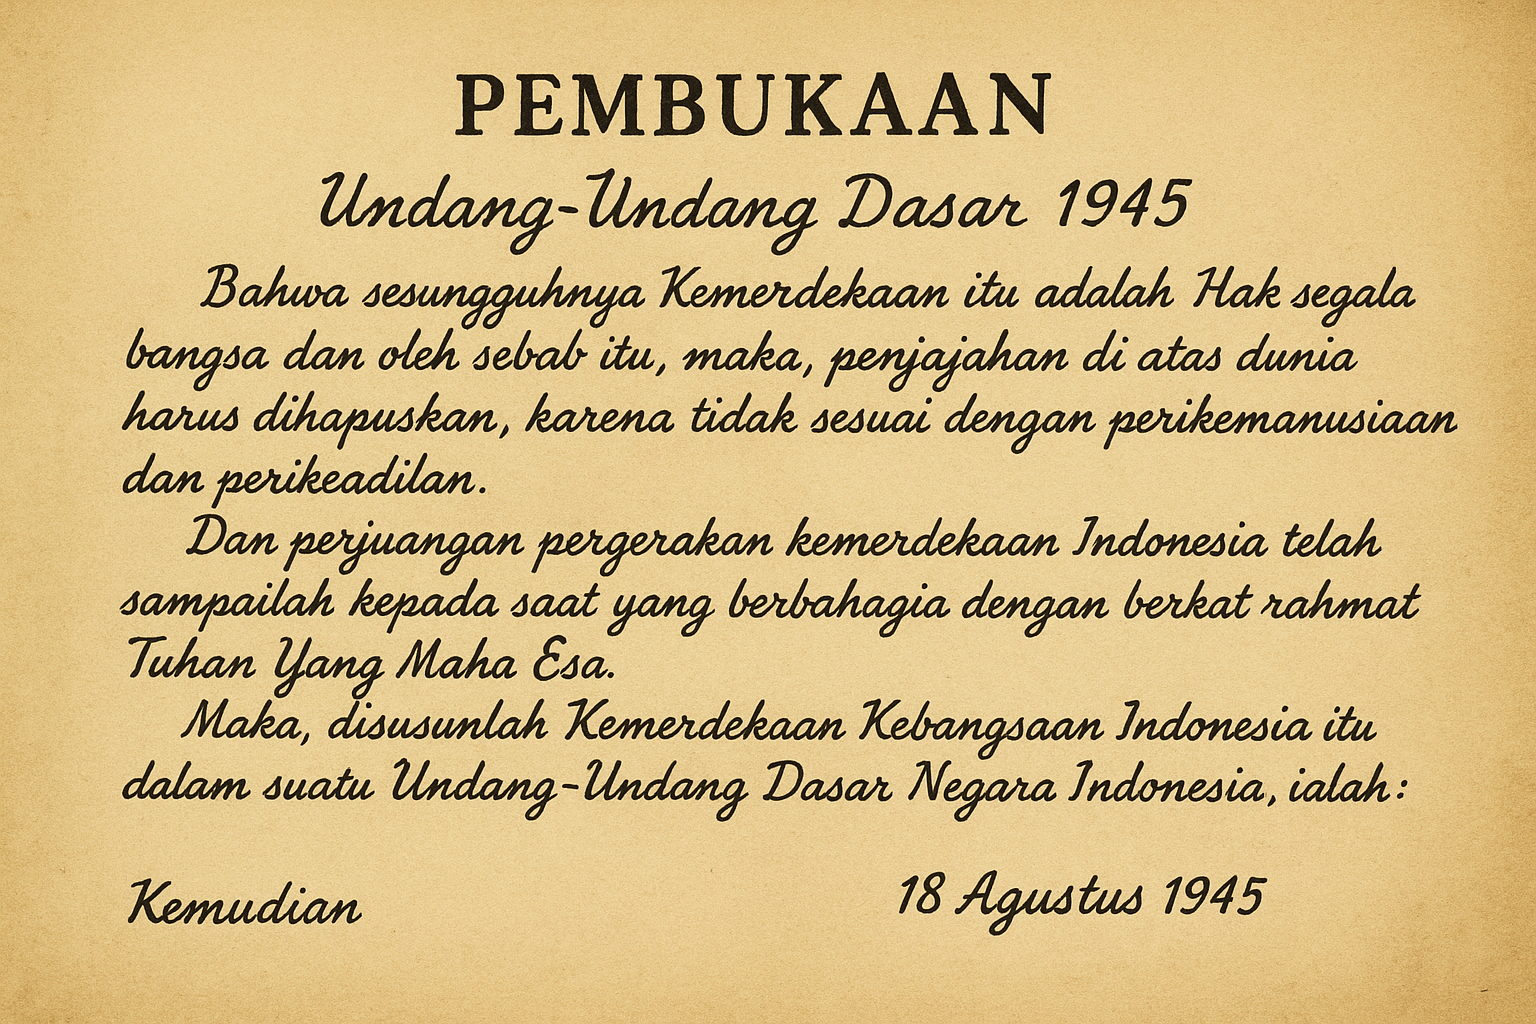 PEMBUKAAN
Undang-Undang Dasar 1945
Bahwa sesungguhnya Kemerdekaan itu adalah Hak segala
bangsa dan oleh sebab itu, maka, penjajahan di atas dunia
harus dihapuskan, karena tidak sesuai dengan perikemanusiaan
dan perikeadilan.
Dan perjuangan pergerakan kemerdekaan Indonesia telah
sampailah kepada saat yang berbahagia dengan berkat rahmat
Tuhan Yang Maha Esa.
Maka, disusunlah Kemerdekaan Kebangsaan Indonesia itu
dalam suatu Undang-Undang Dasar Negara Indonesia, ialah:
Kemudian
18 Agustus 1945